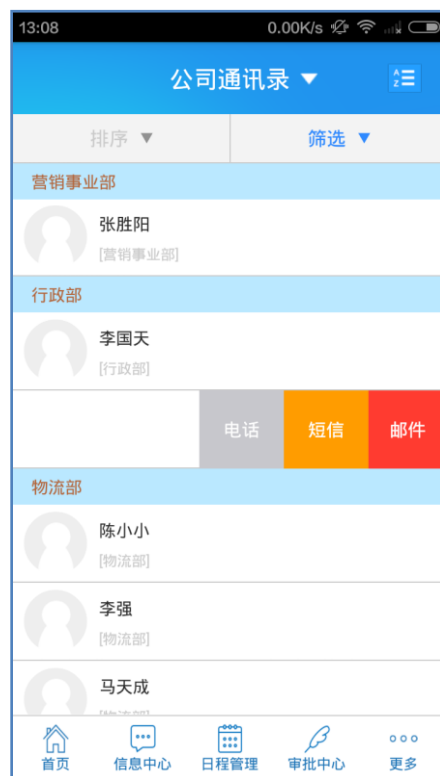 13:08 0.00K/s
公司通讯录 ▼
A
Z
排序 ▼ 筛选 ▼
营销事业部
张胜阳
[营销事业部]
行政部
李国天
[行政部]
电话 短信 邮件
物流部
陈小小
[物流部]
李强
[物流部]
马天成
[物流部]
首页 信息中心 日程管理 审批中心 更多